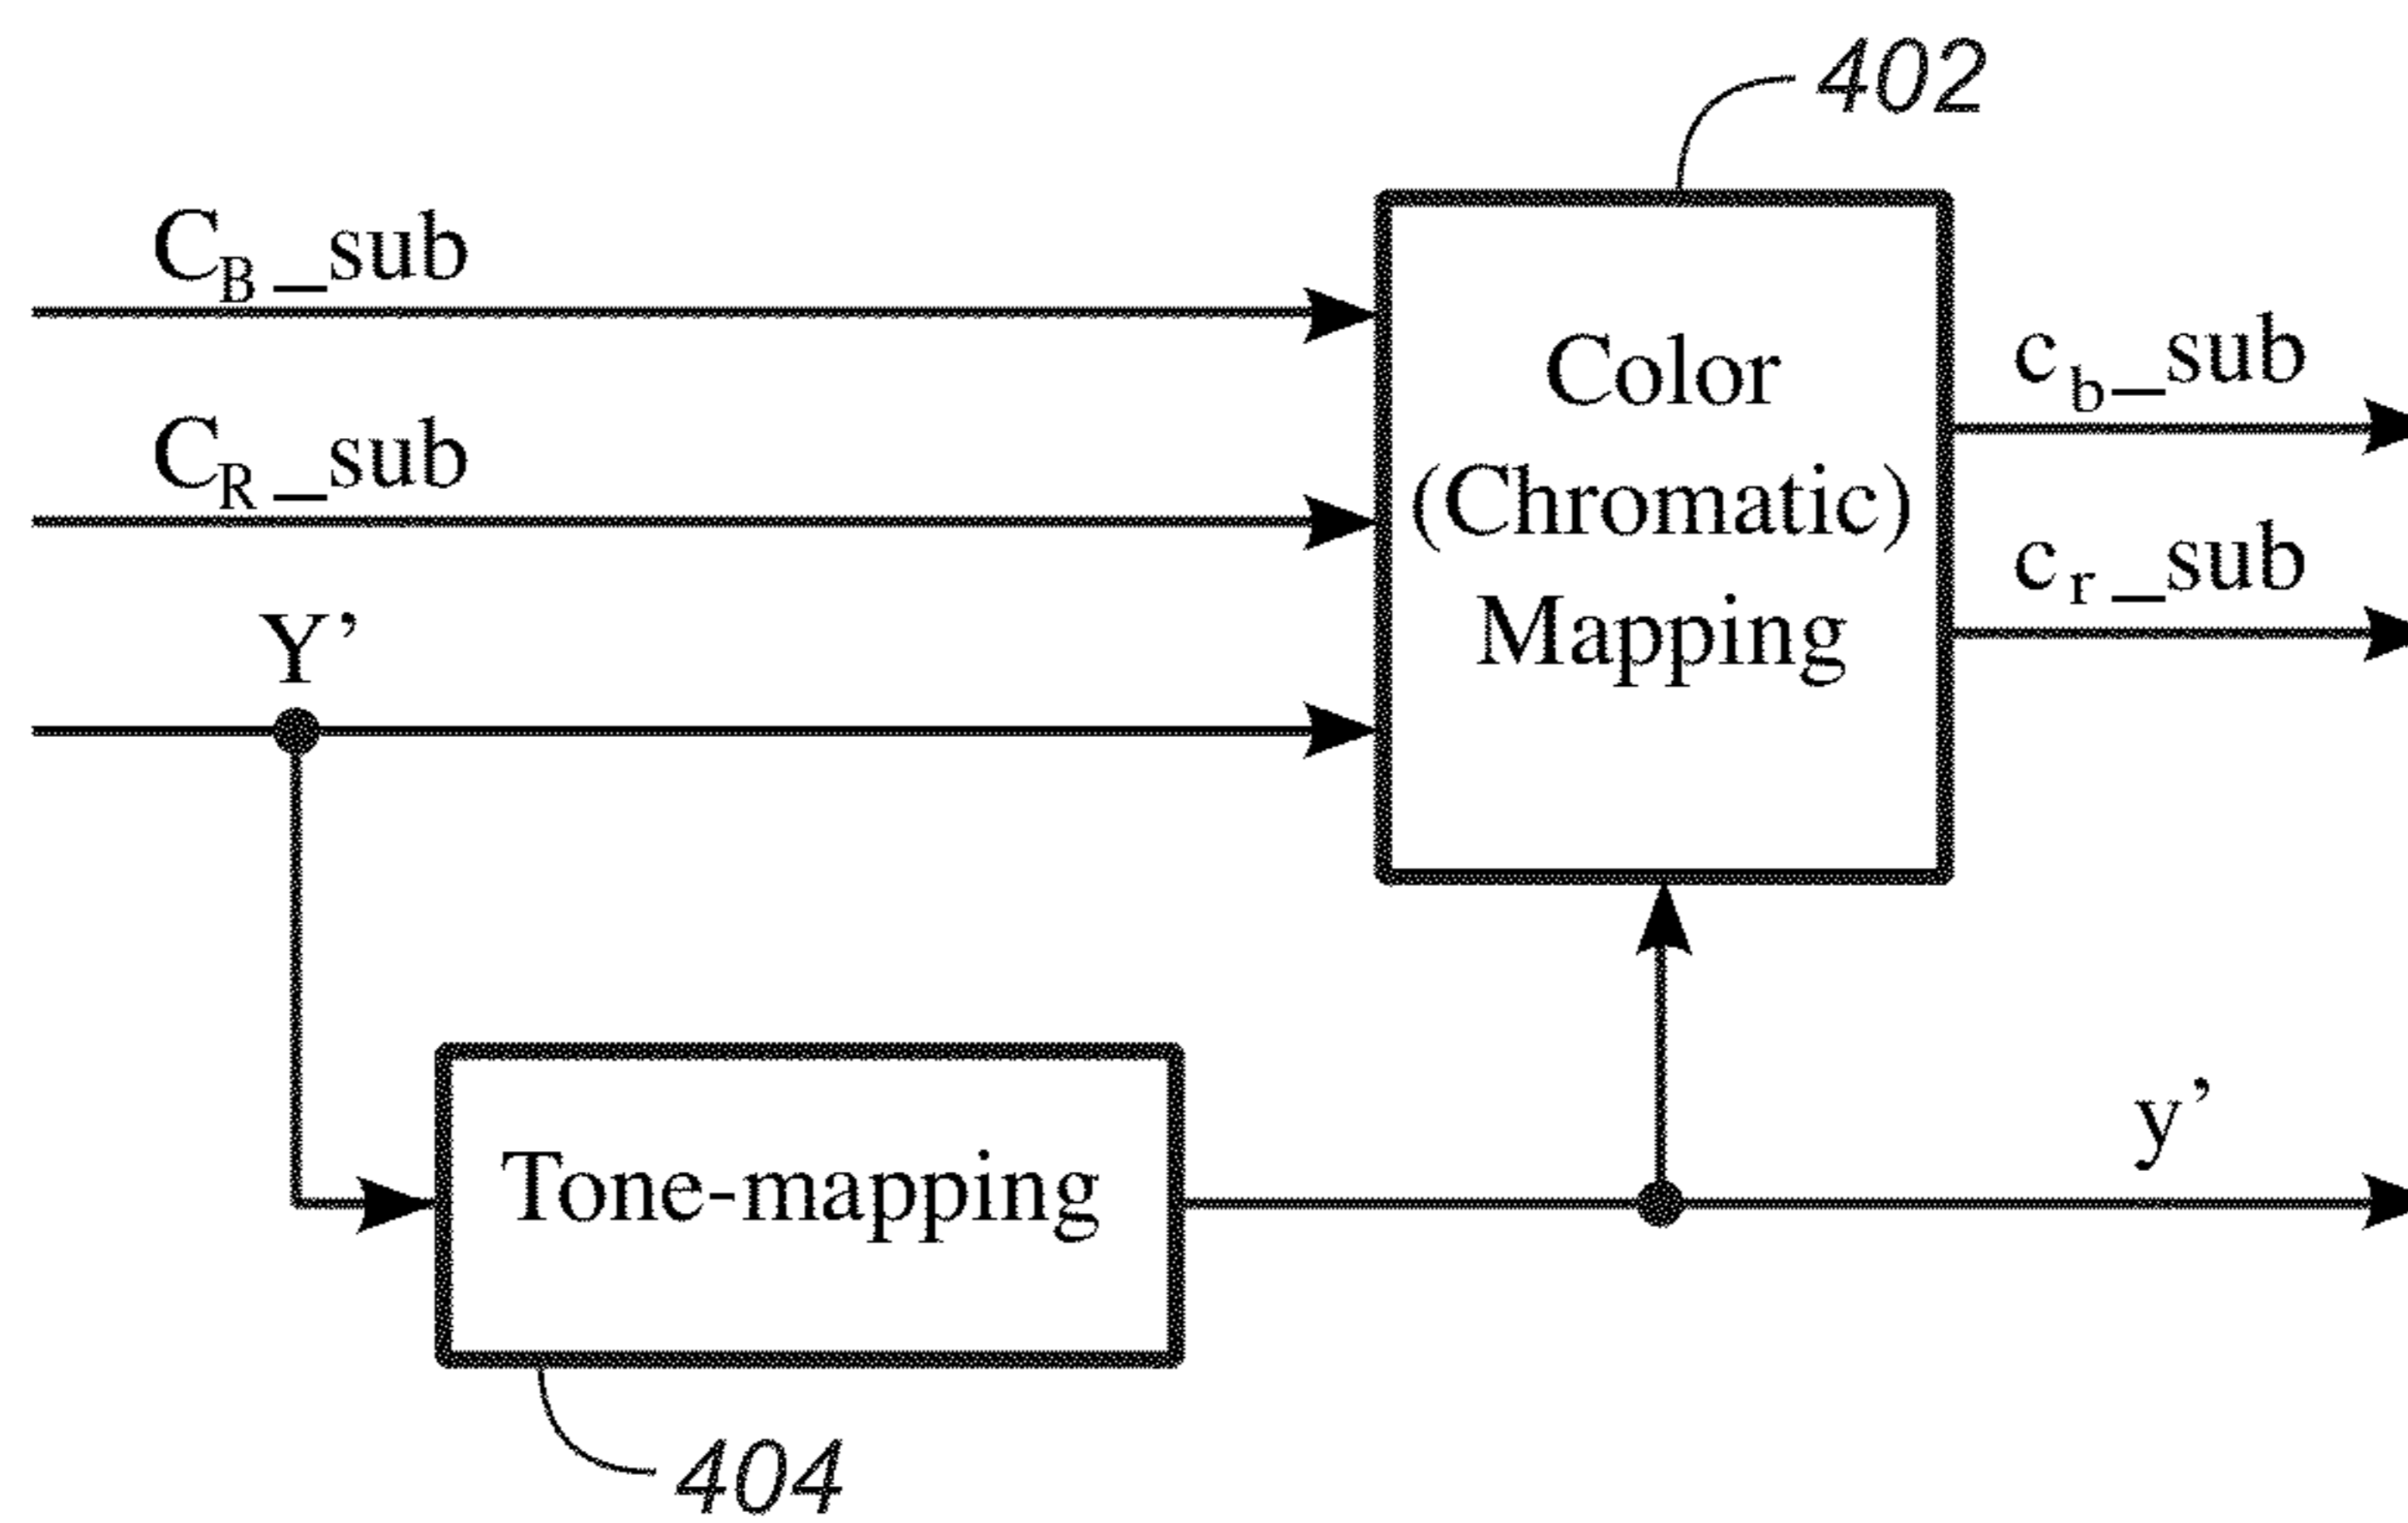 402
C_B_sub
C_R_sub
Y’
Color
(Chromatic)
Mapping
c_b_sub
c_r_sub
Tone-mapping
y’
404